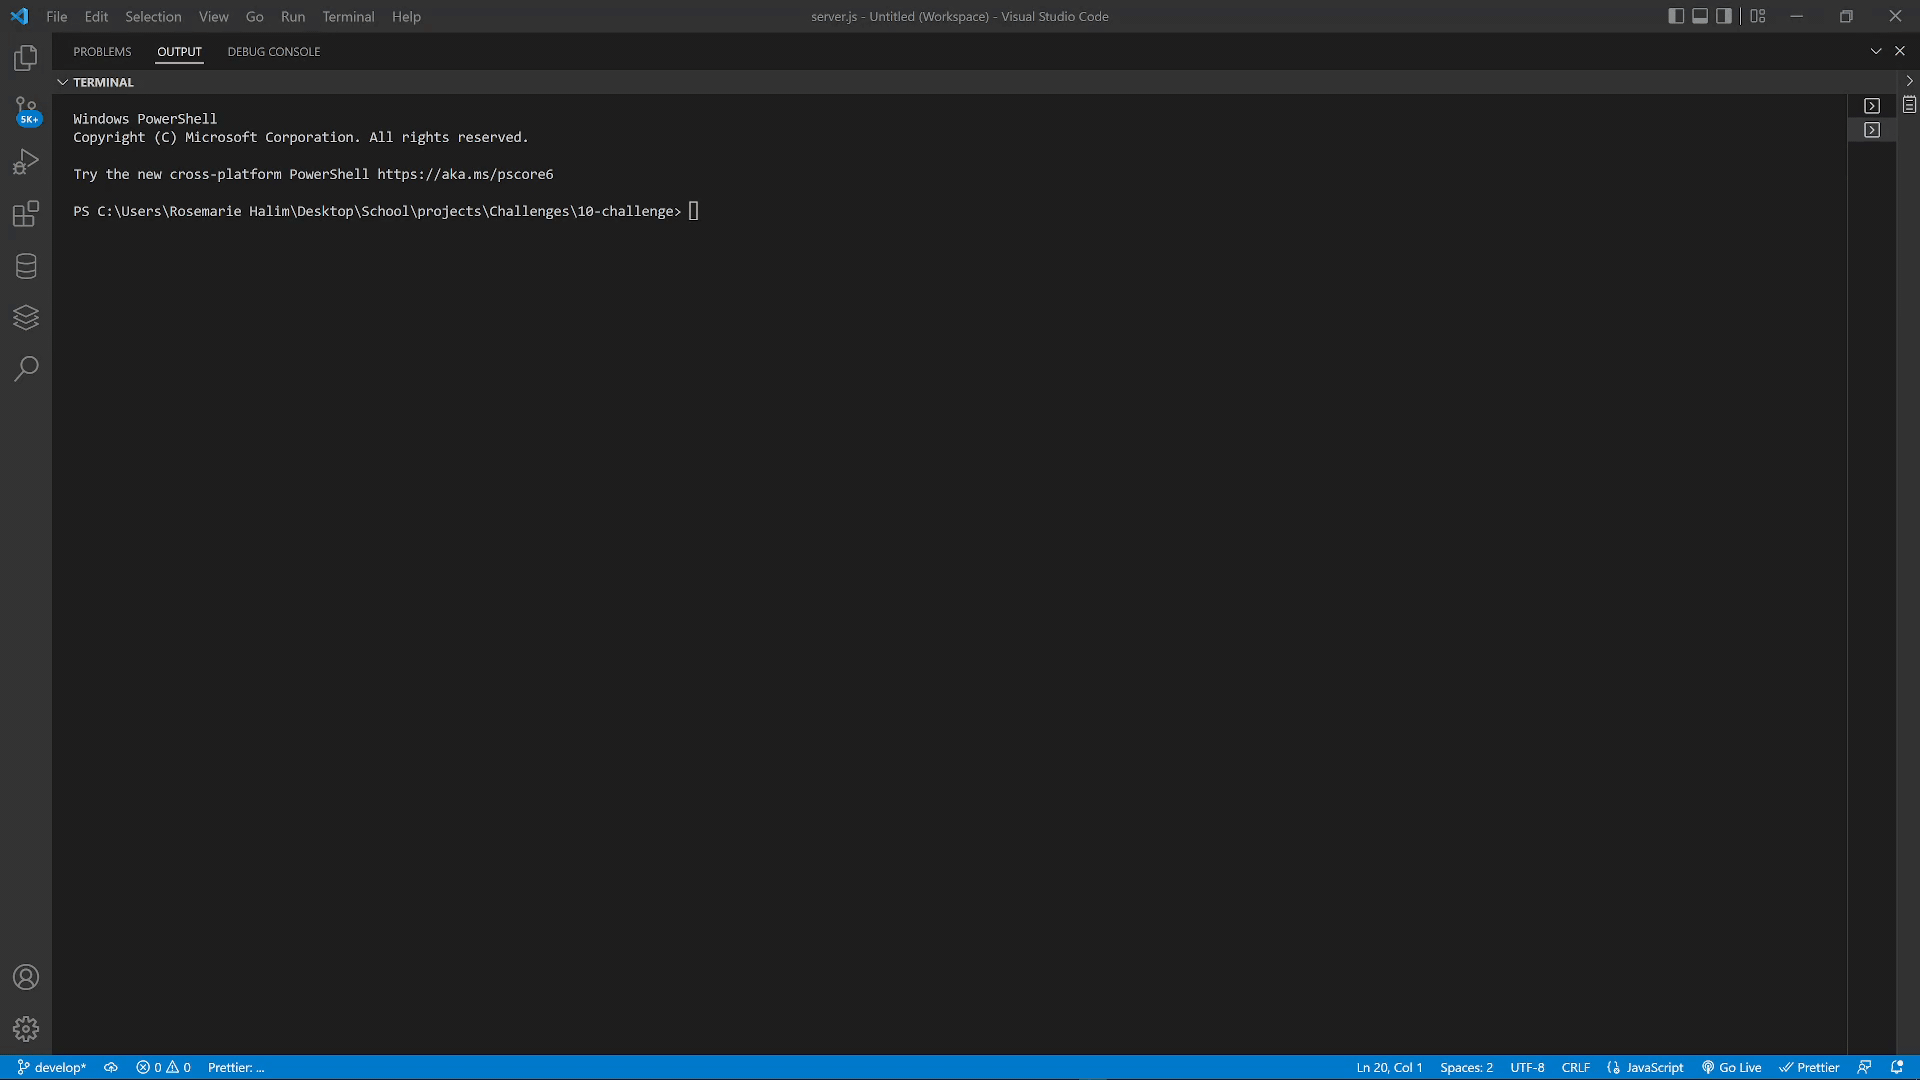 File Edit Selection View Go Run Terminal Help
server.js - Untitled (Workspace) - Visual Studio Code
PROBLEMS OUTPUT DEBUG CONSOLE
TERMINAL
5K+
Windows PowerShell
Copyright (C) Microsoft Corporation. All rights reserved.
Try the new cross-platform PowerShell https://aka.ms/pscore6
PS C:\Users\Rosemarie Halim\Desktop\School\projects\Challenges\10-challenge>
develop* 0 0 Prettier: ... Ln 20, Col 1 Spaces: 2 UTF-8 CRLF JavaScript Go Live Prettier